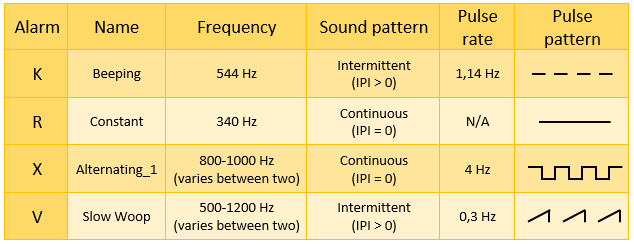 Alarm Name Frequency Sound pattern Pulse rate Pulse pattern
K Beeping 544 Hz Intermittent (IPI > 0) 1,14 Hz
R Constant 340 Hz Continuous (IPI = 0) N/A
X Alternating_1 800-1000 Hz (varies between two) Continuous (IPI = 0) 4 Hz
V Slow Woop 500-1200 Hz (varies between two) Intermittent (IPI > 0) 0,3 Hz